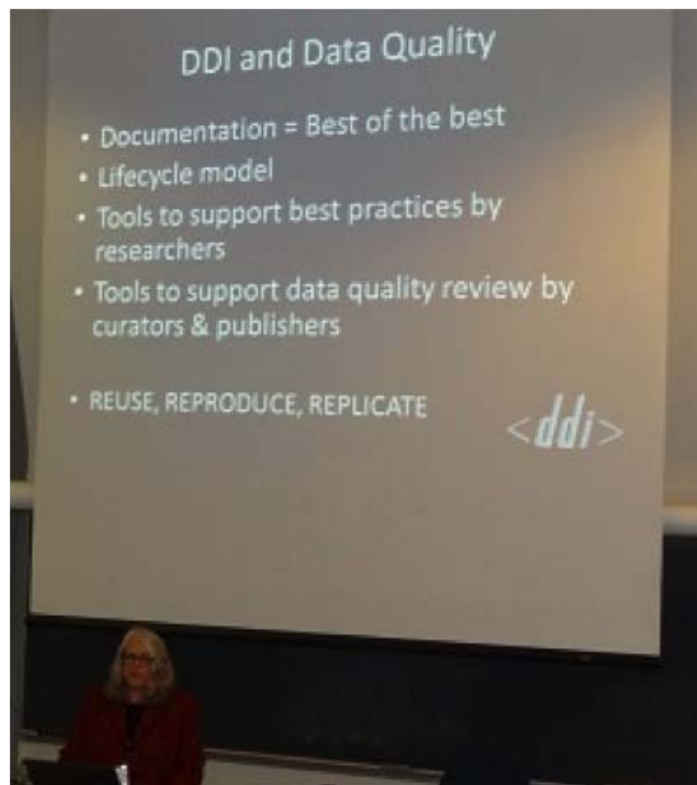 DDI and Data Quality
• Documentation = Best of the best
• Lifecycle model
• Tools to support best practices by
researchers
• Tools to support data quality review by
curators & publishers
• REUSE, REPRODUCE, REPLICATE
<ddi>